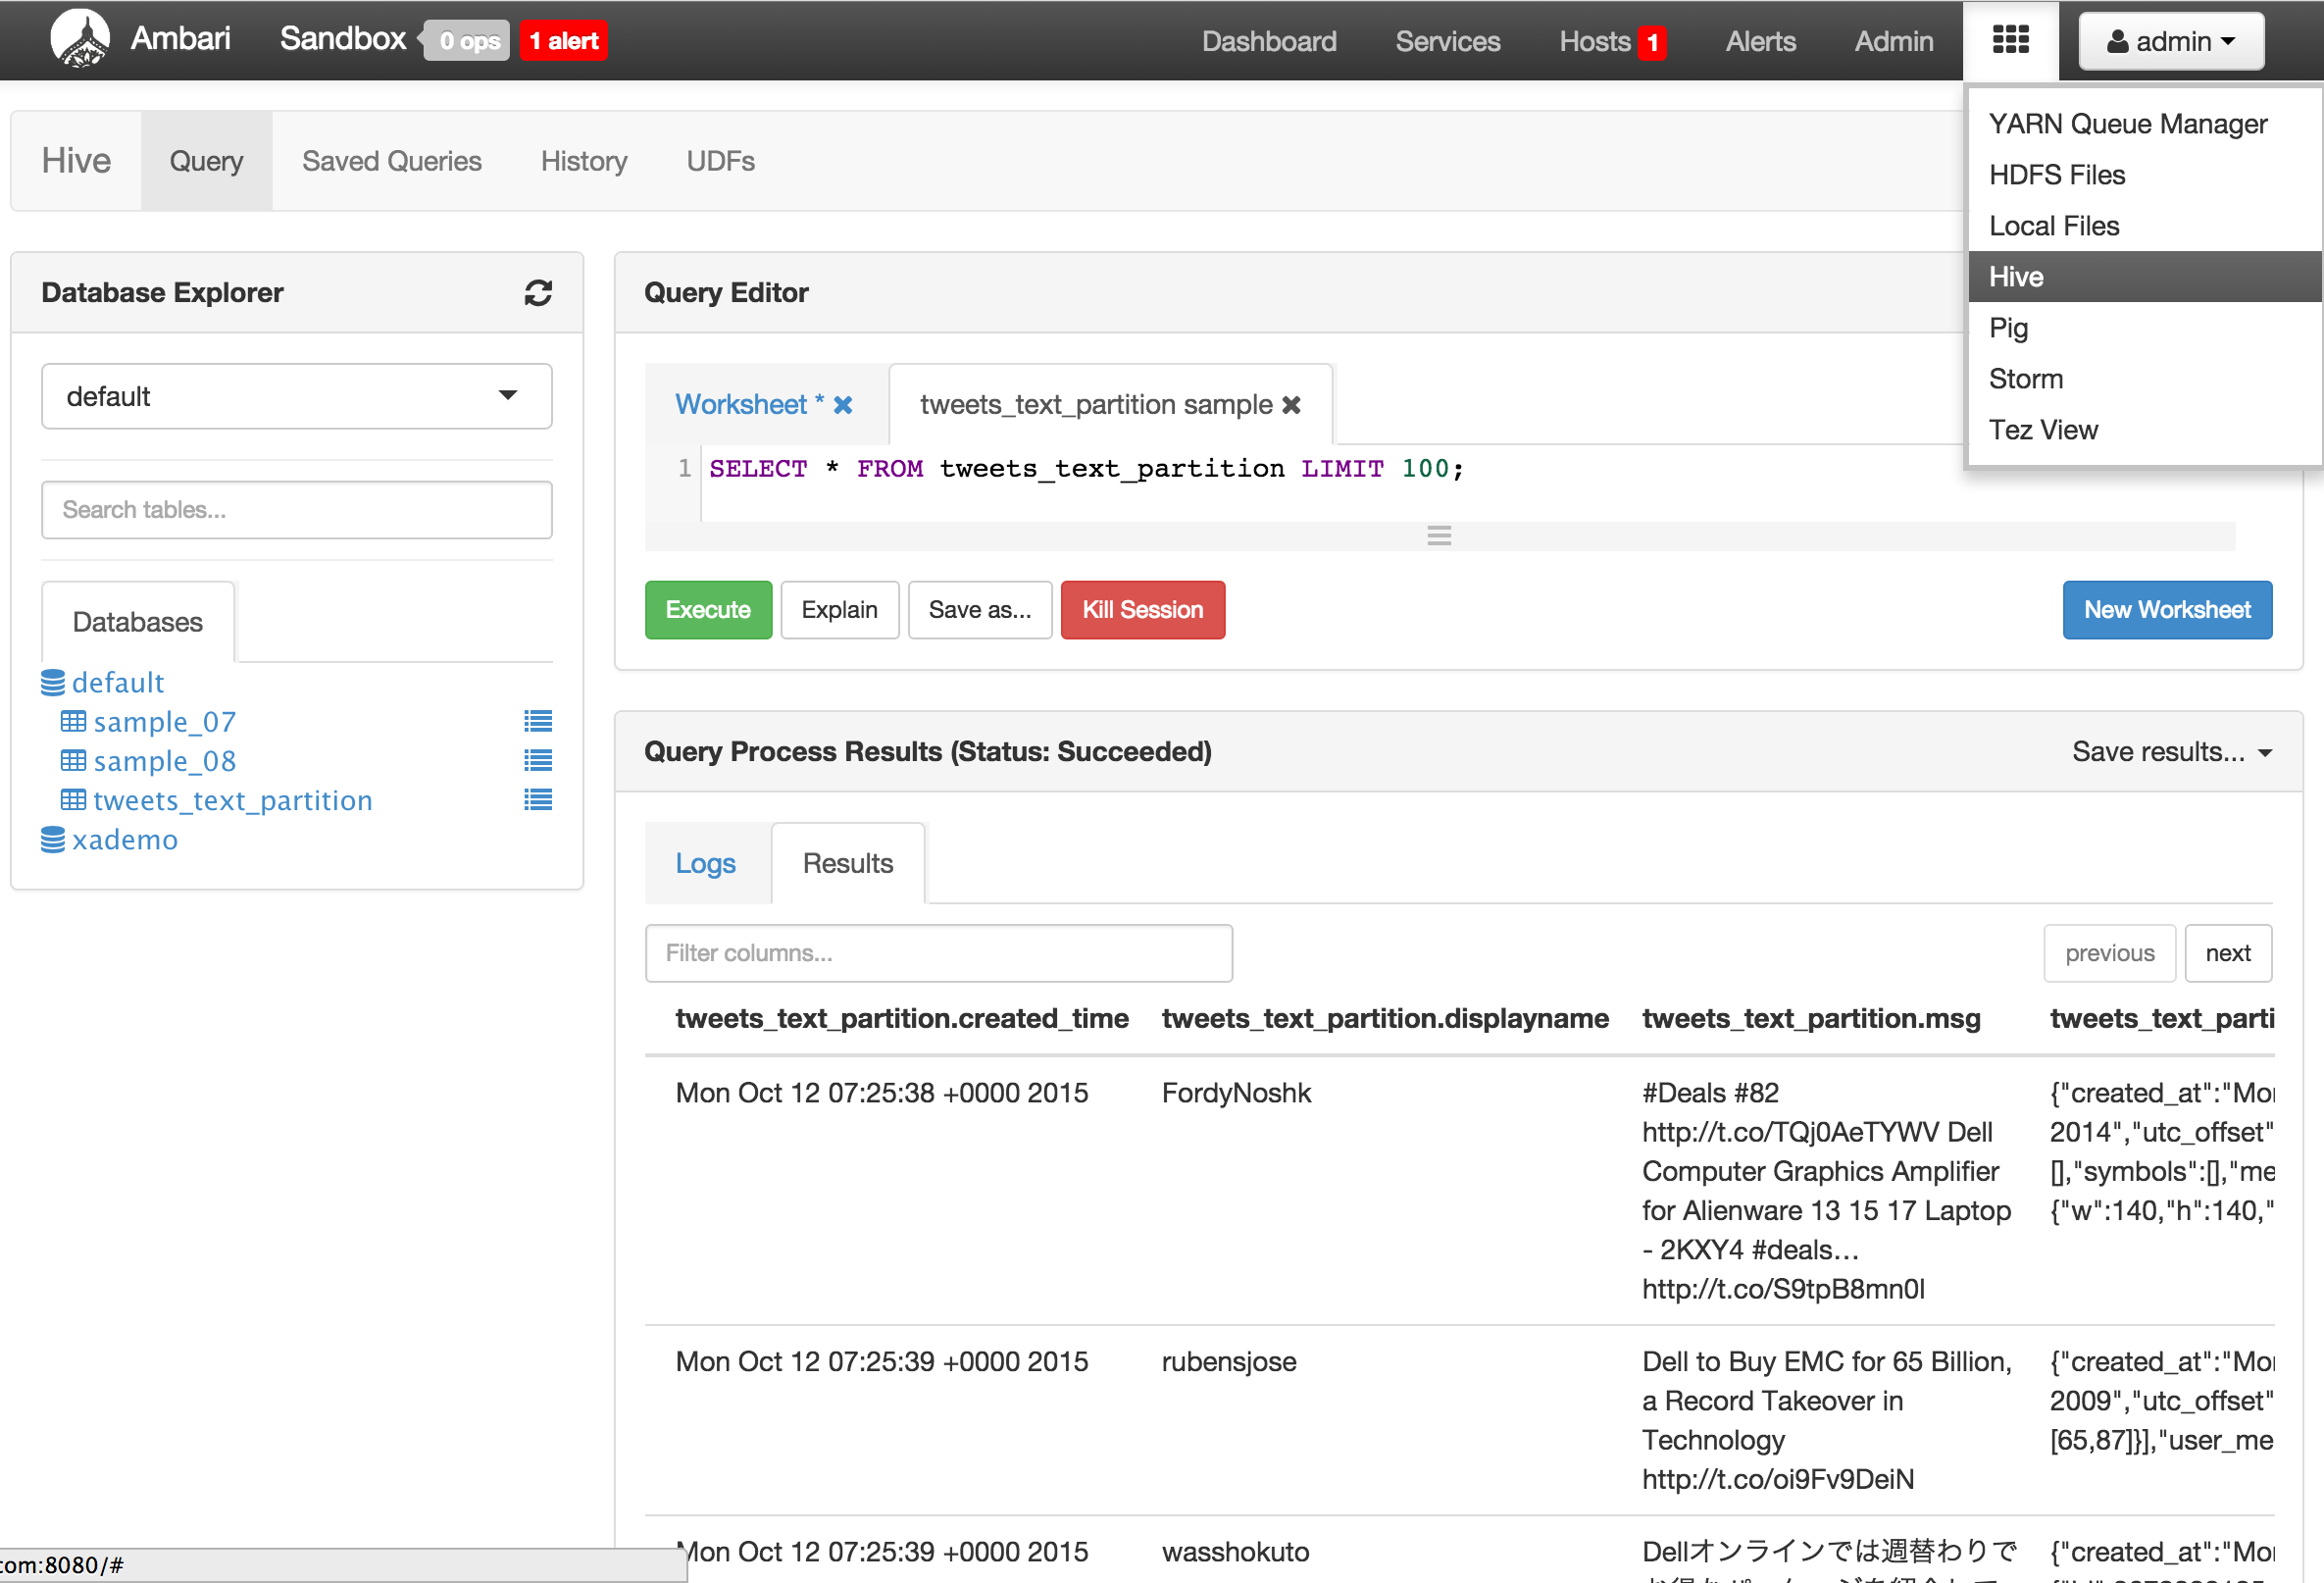 Ambari Sandbox 0 ops 1 alert Dashboard Services Hosts 1 Alerts Admin admin
YARN Queue Manager
HDFS Files
Local Files
Hive
Pig
Storm
Tez View
Hive Query Saved Queries History UDFs
Database Explorer
default
Search tables...
Databases
default
sample_07
sample_08
tweets_text_partition
xademo
Query Editor
Worksheet * tweets_text_partition sample
1 SELECT * FROM tweets_text_partition LIMIT 100;
Execute Explain Save as... Kill Session New Worksheet
Query Process Results (Status: Succeeded) Save results...
Logs Results
Filter columns... previous next
tweets_text_partition.created_time tweets_text_partition.displayname tweets_text_partition.msg tweets_text_parti
Mon Oct 12 07:25:38 +0000 2015 FordyNoshk #Deals #82 {"created_at":"Mo
http://t.co/TQj0AeTYWV Dell 2014","utc_offset"
Computer Graphics Amplifier [],"symbols":[],"me
for Alienware 13 15 17 Laptop {"w":140,"h":140,"
- 2KXY4 #deals…
http://t.co/S9tpB8mn0l
Mon Oct 12 07:25:39 +0000 2015 rubensjose Dell to Buy EMC for 65 Billion, {"created_at":"Mo
a Record Takeover in 2009","utc_offset"
Technology [65,87]}],"user_me
http://t.co/oi9Fv9DeiN
Mon Oct 12 07:25:39 +0000 2015 wasshokuto Dellオンラインでは週替わりで {"created_at":"Mo
com:8080/#